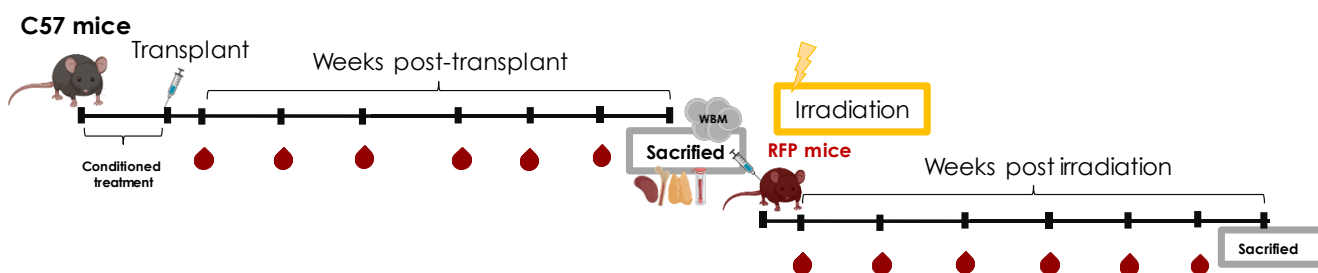 C57 mice
Transplant
Weeks post-transplant
Conditioned
treatment
WBM
Sacrified
Irradiation
RFP mice
Weeks post irradiation
Sacrified